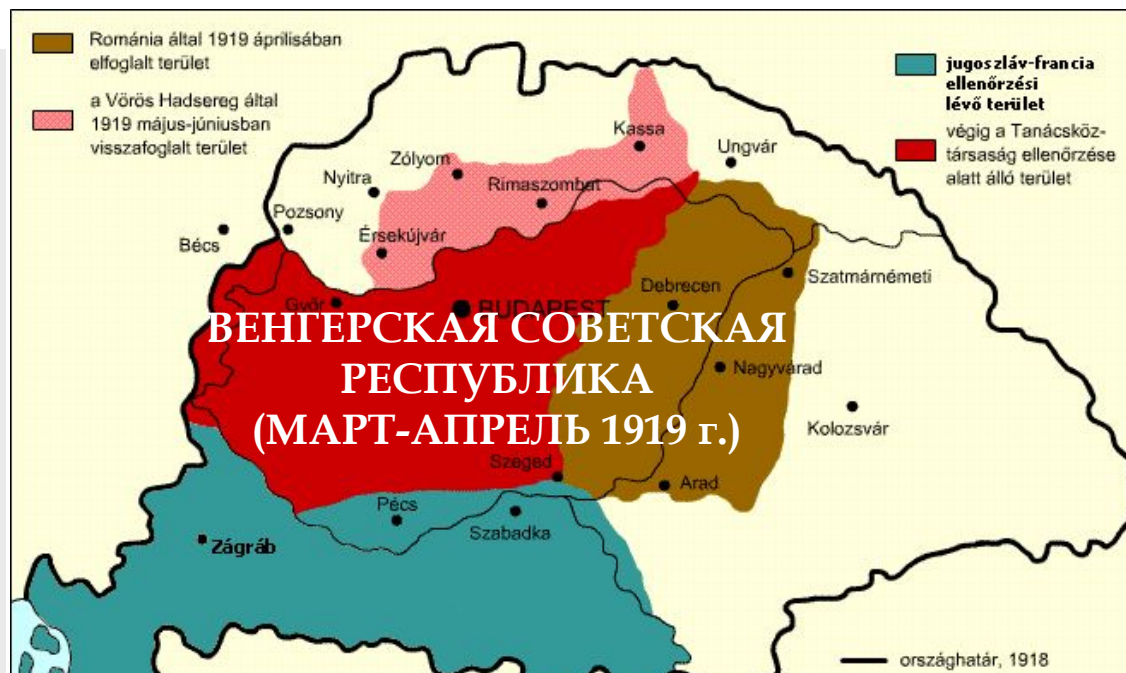 Románia által 1919 áprilisában
elfoglalt terület
a Vörös Hadsereg által
1919 május-júniusban
visszafoglalt terület
jugoszláv-francia
ellenőrzési
lévő terület
végig a Tanácsköz-
társaság ellenőrzése
alatt álló terület
Kassa
Ungvár
Zólyom
Nyitra
Rimaszombat
Pozsony
Bécs
Érsekújvár
Szatmárnémeti
Győr
BUDAPEST
Debrecen
ВЕНГЕРСКАЯ СОВЕТСКАЯ
РЕСПУБЛИКА
(МАРТ-АПРЕЛЬ 1919 г.)
Nagyvárad
Kolozsvár
Szeged
Arad
Pécs
Szabadka
Zágráb
országhatár, 1918